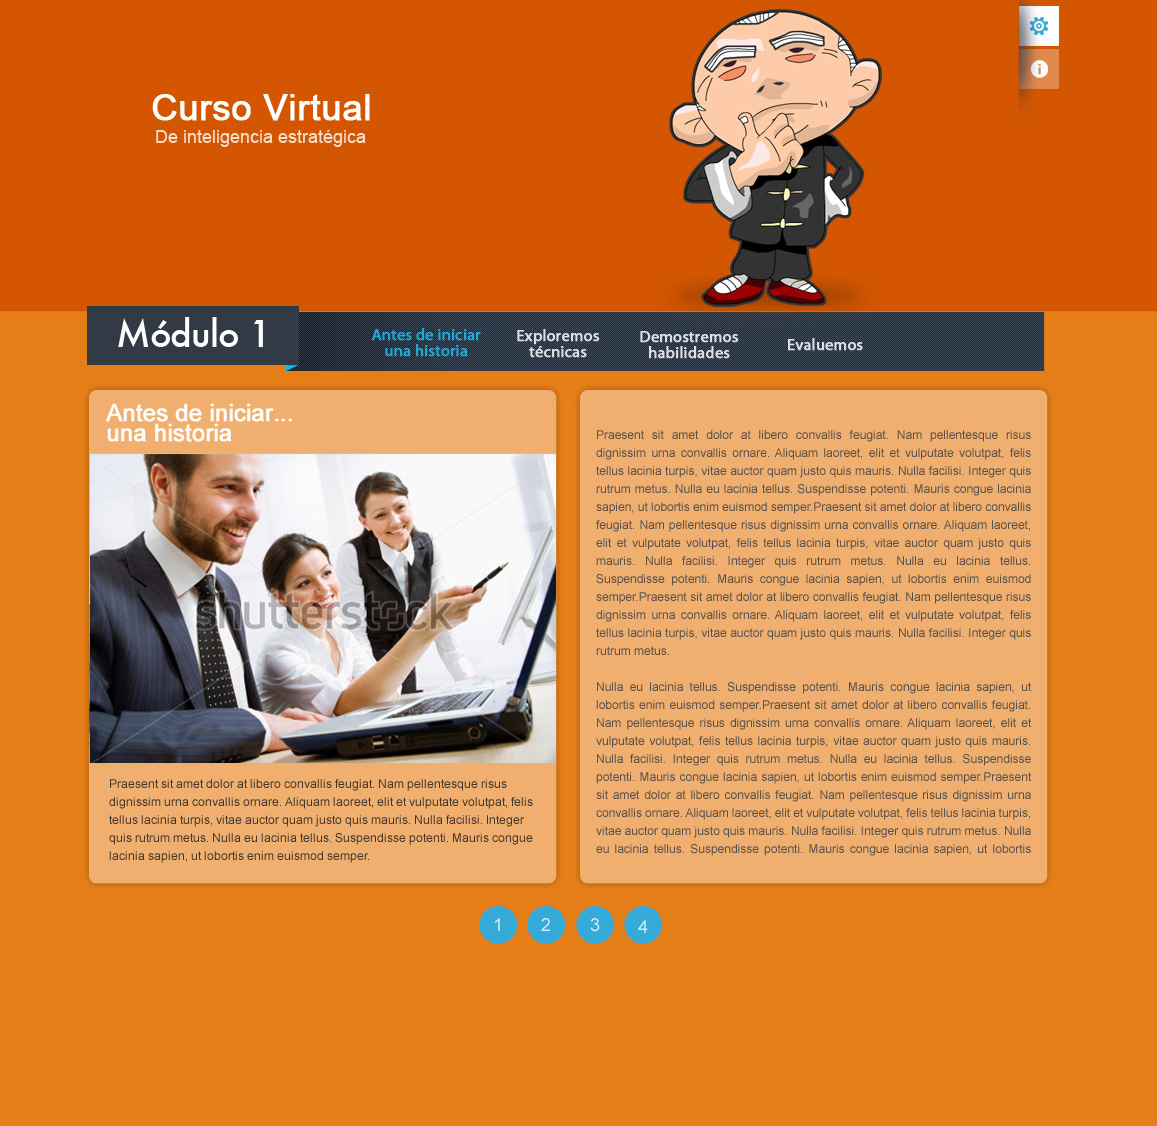 Curso Virtual
De inteligencia estratégica
Módulo 1
Antes de iniciar
una historia
Exploremos
técnicas
Demostremos
habilidades
Evaluemos
Antes de iniciar...
una historia
shutterstock
Praesent sit amet dolor at libero convallis feugiat. Nam pellentesque risus
dignissim urna convallis ornare. Aliquam laoreet, elit et vulputate volutpat, felis
tellus lacinia turpis, vitae auctor quam justo quis mauris. Nulla facilisi. Integer
quis rutrum metus. Nulla eu lacinia tellus. Suspendisse potenti. Mauris congue
lacinia sapien, ut lobortis enim euismod semper.
Praesent sit amet dolor at libero convallis feugiat. Nam pellentesque risus
dignissim urna convallis ornare. Aliquam laoreet, elit et vulputate volutpat, felis
tellus lacinia turpis, vitae auctor quam justo quis mauris. Nulla facilisi. Integer quis
rutrum metus. Nulla eu lacinia tellus. Suspendisse potenti. Mauris congue lacinia
sapien, ut lobortis enim euismod semper.Praesent sit amet dolor at libero convallis
feugiat. Nam pellentesque risus dignissim urna convallis ornare. Aliquam laoreet,
elit et vulputate volutpat, felis tellus lacinia turpis, vitae auctor quam justo quis
mauris. Nulla facilisi. Integer quis rutrum metus. Nulla eu lacinia tellus.
Suspendisse potenti. Mauris congue lacinia sapien, ut lobortis enim euismod
semper.Praesent sit amet dolor at libero convallis feugiat. Nam pellentesque risus
dignissim urna convallis ornare. Aliquam laoreet, elit et vulputate volutpat, felis
tellus lacinia turpis, vitae auctor quam justo quis mauris. Nulla facilisi. Integer quis
rutrum metus.
Nulla eu lacinia tellus. Suspendisse potenti. Mauris congue lacinia sapien, ut
lobortis enim euismod semper.Praesent sit amet dolor at libero convallis feugiat.
Nam pellentesque risus dignissim urna convallis ornare. Aliquam laoreet, elit et
vulputate volutpat, felis tellus lacinia turpis, vitae auctor quam justo quis mauris.
Nulla facilisi. Integer quis rutrum metus. Nulla eu lacinia tellus. Suspendisse
potenti. Mauris congue lacinia sapien, ut lobortis enim euismod semper.Praesent
sit amet dolor at libero convallis feugiat. Nam pellentesque risus dignissim urna
convallis ornare. Aliquam laoreet, elit et vulputate volutpat, felis tellus lacinia turpis,
vitae auctor quam justo quis mauris. Nulla facilisi. Integer quis rutrum metus. Nulla
eu lacinia tellus. Suspendisse potenti. Mauris congue lacinia sapien, ut lobortis
1 2 3 4